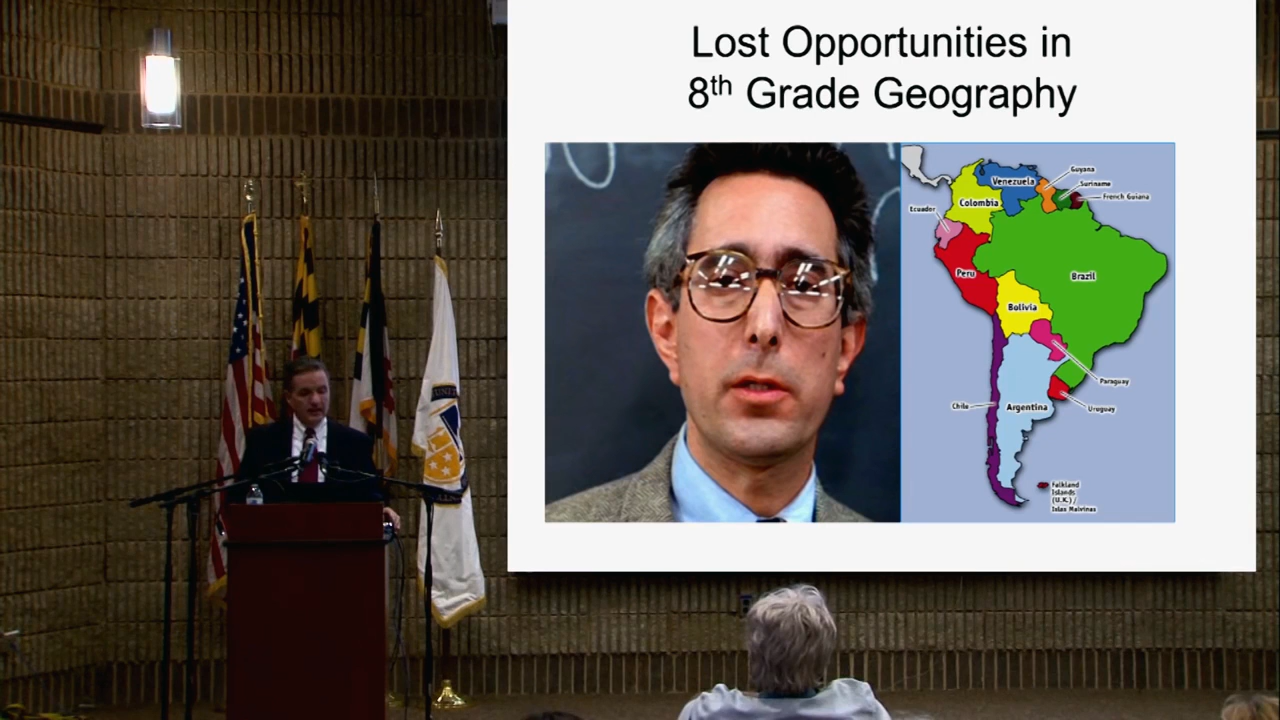 Lost Opportunities in
8th Grade Geography
Guyana
Venezuela
Suriname
French Guiana
Colombia
Ecuador
Peru
Brazil
Bolivia
Paraguay
Chile
Argentina
Uruguay
Falkland
Islands
(U.K.) /
Islas Malvinas